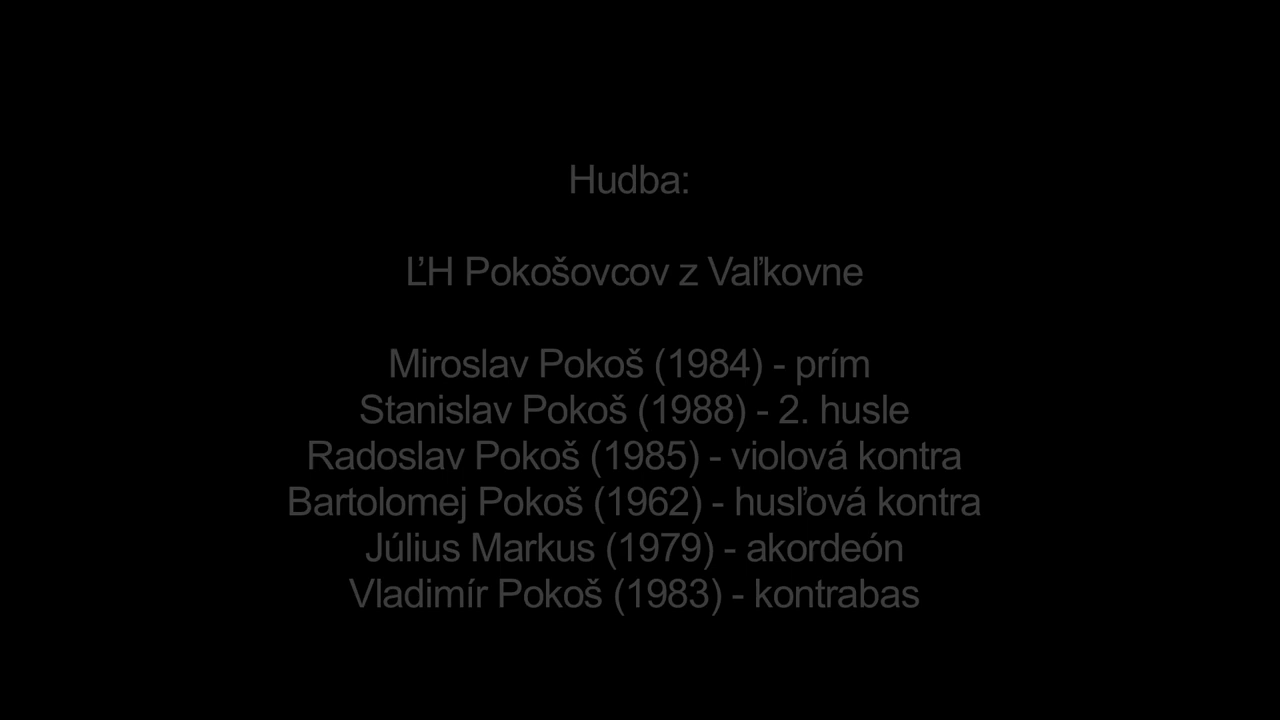 Hudba:
ĽH Pokošovcov z Vaľkovne
Miroslav Pokoš (1984) - prím
Stanislav Pokoš (1988) - 2. husle
Radoslav Pokoš (1985) - violová kontra
Bartolomej Pokoš (1962) - husľová kontra
Július Markus (1979) - akordeón
Vladimír Pokoš (1983) - kontrabas